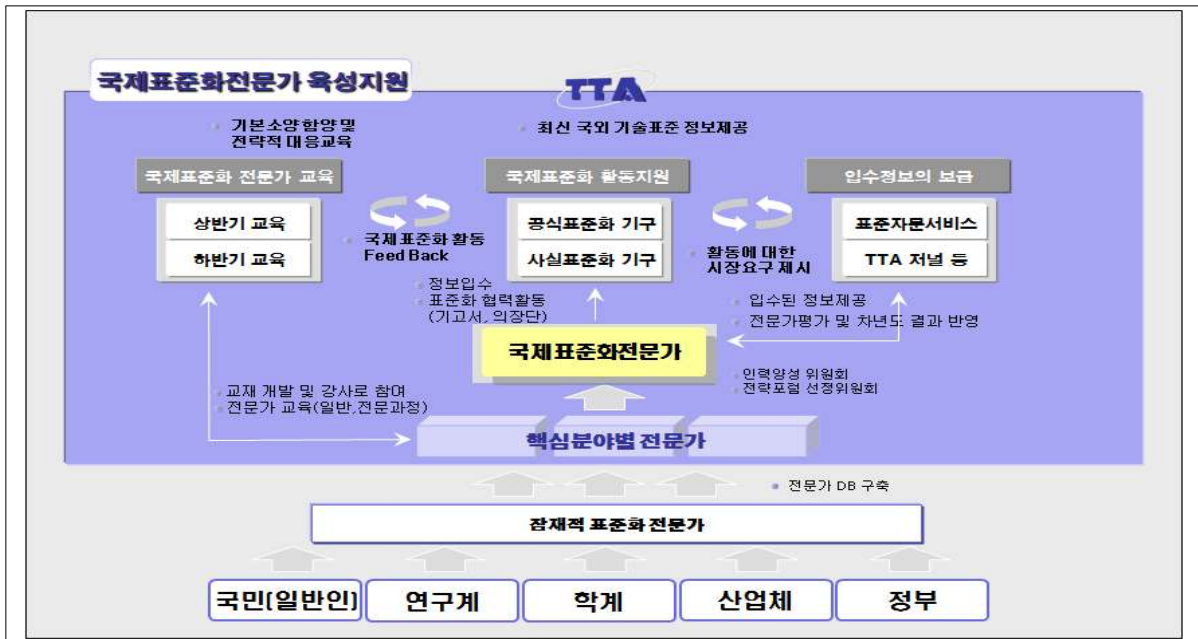 국제표준화전문가 육성지원
TTA
기본소양함양 및
전략적 대응교육
최신 국외 기술표준 정보제공
국제표준화 전문가 교육
국제표준화 활동지원
입수정보의 보급
상반기 교육
하반기 교육
국제표준화 활동
Feed Back
공식표준화 기구
사실표준화 기구
활동에 대한
시장요구 제시
표준자문서비스
TTA 저널 등
정보입수
표준화 협력활동
(기고서, 의장단)
입수된 정보제공
전문가평가 및 차년도 결과 반영
국제표준화전문가
인력양성 위원회
전략포럼 선정위원회
교재 개발 및 강사로 참여
전문가 교육(일반,전문과정)
핵심분야별 전문가
전문가 DB 구축
잠재적 표준화 전문가
국민(일반인)
연구계
학계
산업체
정부